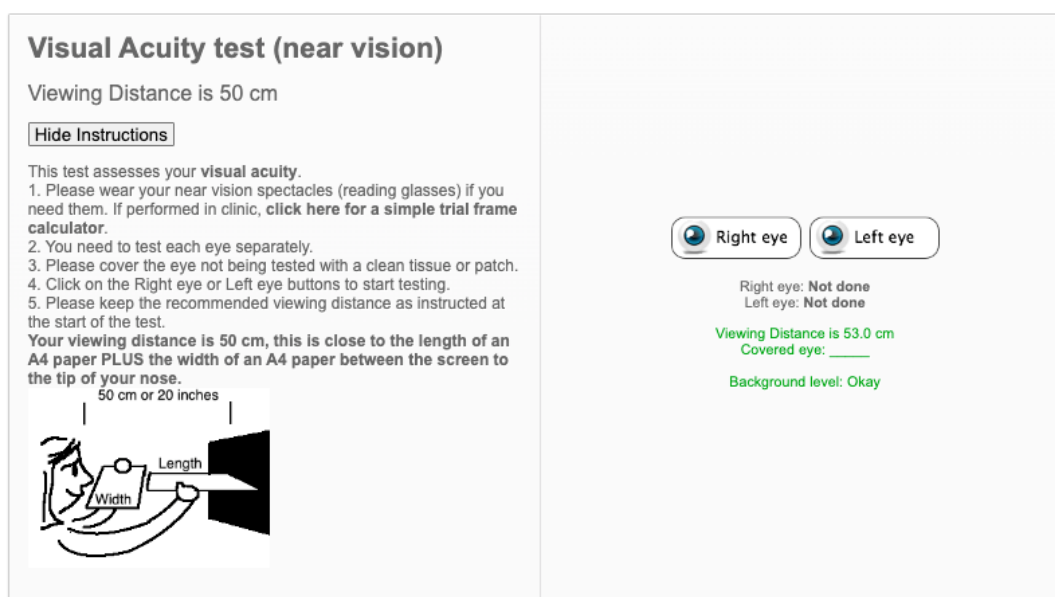 Visual Acuity test (near vision)
Viewing Distance is 50 cm
Hide Instructions
This test assesses your visual acuity.
1. Please wear your near vision spectacles (reading glasses) if you
need them. If performed in clinic, click here for a simple trial frame
calculator.
2. You need to test each eye separately.
3. Please cover the eye not being tested with a clean tissue or patch.
4. Click on the Right eye or Left eye buttons to start testing.
5. Please keep the recommended viewing distance as instructed at
the start of the test.
Your viewing distance is 50 cm, this is close to the length of an
A4 paper PLUS the width of an A4 paper between the screen to
the tip of your nose.
50 cm or 20 inches
Length
Width
Right eye
Left eye
Right eye: Not done
Left eye: Not done
Viewing Distance is 53.0 cm
Covered eye: _____
Background level: Okay